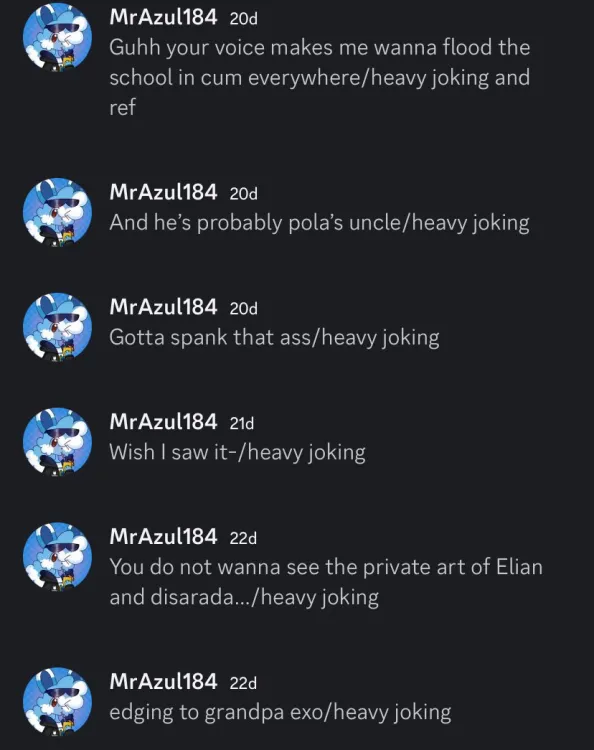 MrAzul184 20d
Guhh your voice makes me wanna flood the
school in cum everywhere/heavy joking and
ref
MrAzul184 20d
And he’s probably pola’s uncle/heavy joking
MrAzul184 20d
Gotta spank that ass/heavy joking
MrAzul184 21d
Wish I saw it-/heavy joking
MrAzul184 22d
You do not wanna see the private art of Elian
and disarada.../heavy joking
MrAzul184 22d
edging to grandpa exo/heavy joking